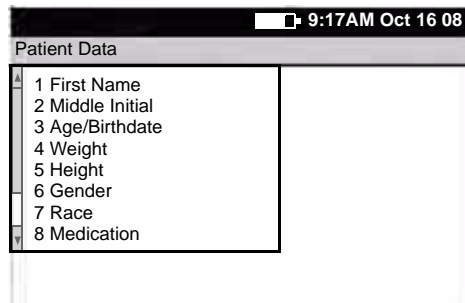 9:17AM Oct 16 08
Patient Data
1 First Name
2 Middle Initial
3 Age/Birthdate
4 Weight
5 Height
6 Gender
7 Race
8 Medication